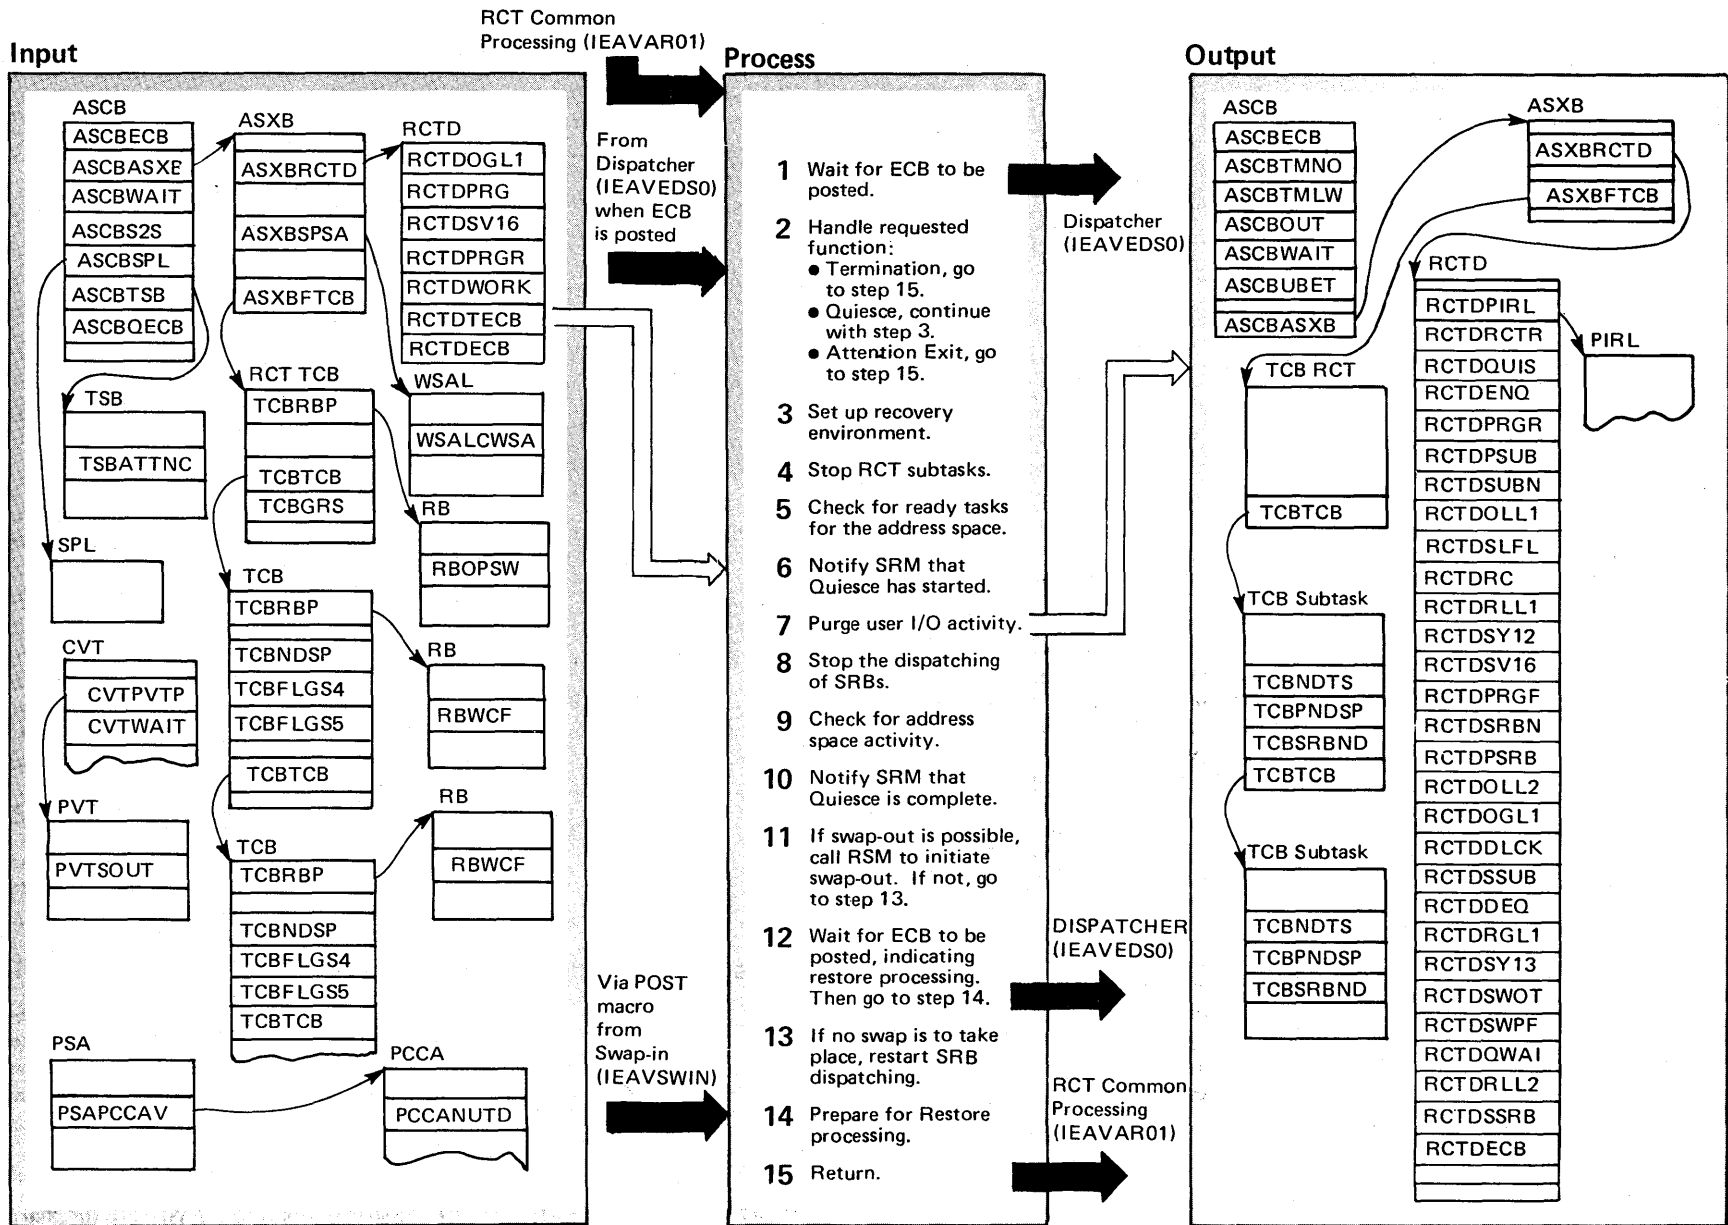 RCT Common
Processing (IEAVAR01)
Input
Process
Output
ASCB
ASCBECB
ASCBASXB
ASCBWAIT
ASCBS2S
ASCBSPL
ASCBTSB
ASCBQECB
ASXB
ASXBRCTD
ASXBSPSA
ASXBFTCB
RCTD
RCTDOGL1
RCTDPRG
RCTDSV16
RCTDPRGR
RCTDWORK
RCTDTECB
RCTDECB
TSB
TSBATTNC
RCT TCB
TCBRBP
TCBTCB
TCBGRS
WSAL
WSALCWSA
RB
RBOPSW
SPL
TCB
TCBRBP
TCBNDSP
TCBFLGS4
TCBFLGS5
TCBTCB
RB
RBWCF
CVT
CVTPVTP
CVTWAIT
PVT
PVTSOUT
TCB
TCBRBP
TCBNDSP
TCBFLGS4
TCBFLGS5
TCBTCB
RB
RBWCF
PSA
PSAPCCAV
PCCA
PCCANUTD
From
Dispatcher
(IEAVEDS0)
when ECB
is posted
Via POST
macro
from
Swap-in
(IEAVSWIN)
1 Wait for ECB to be
posted.
2 Handle requested
function:
● Termination, go
to step 15.
● Quiesce, continue
with step 3.
● Attention Exit, go
to step 15.
3 Set up recovery
environment.
4 Stop RCT subtasks.
5 Check for ready tasks
for the address space.
6 Notify SRM that
Quiesce has started.
7 Purge user I/O activity.
8 Stop the dispatching
of SRBs.
9 Check for address
space activity.
10 Notify SRM that
Quiesce is complete.
11 If swap-out is possible,
call RSM to initiate
swap-out. If not, go
to step 13.
12 Wait for ECB to be
posted, indicating
restore processing.
Then go to step 14.
13 If no swap is to take
place, restart SRB
dispatching.
14 Prepare for Restore
processing.
15 Return.
Dispatcher
(IEAVEDS0)
DISPATCHER
(IEAVEDS0)
RCT Common
Processing
(IEAVAR01)
ASCB
ASCBECB
ASCBTMNO
ASCBTMLW
ASCBOUT
ASCBWAIT
ASCBUBET
ASCBASXB
ASXB
ASXBRCTD
ASXBFTCB
TCB RCT
TCBTCB
TCB Subtask
TCBNDTS
TCBPNDSP
TCBSRBND
TCBTCB
TCB Subtask
TCBNDTS
TCBPNDSP
TCBSRBND
RCTD
RCTDPIRL
RCTDRCTR
RCTDQUIS
RCTDENQ
RCTDPRGR
RCTDPSUB
RCTDSUBN
RCTDOLL1
RCTDSLFL
RCTDRC
RCTDRLL1
RCTDSY12
RCTDSV16
RCTDPRGF
RCTDSRBN
RCTDPSRB
RCTDOLL2
RCTDOGL1
RCTDDLCK
RCTDSSUB
RCTDDEQ
RCTDRGL1
RCTDSY13
RCTDSWOT
RCTDSWPF
RCTDQWAI
RCTDRLL2
RCTDSSRB
RCTDECB
PIRL